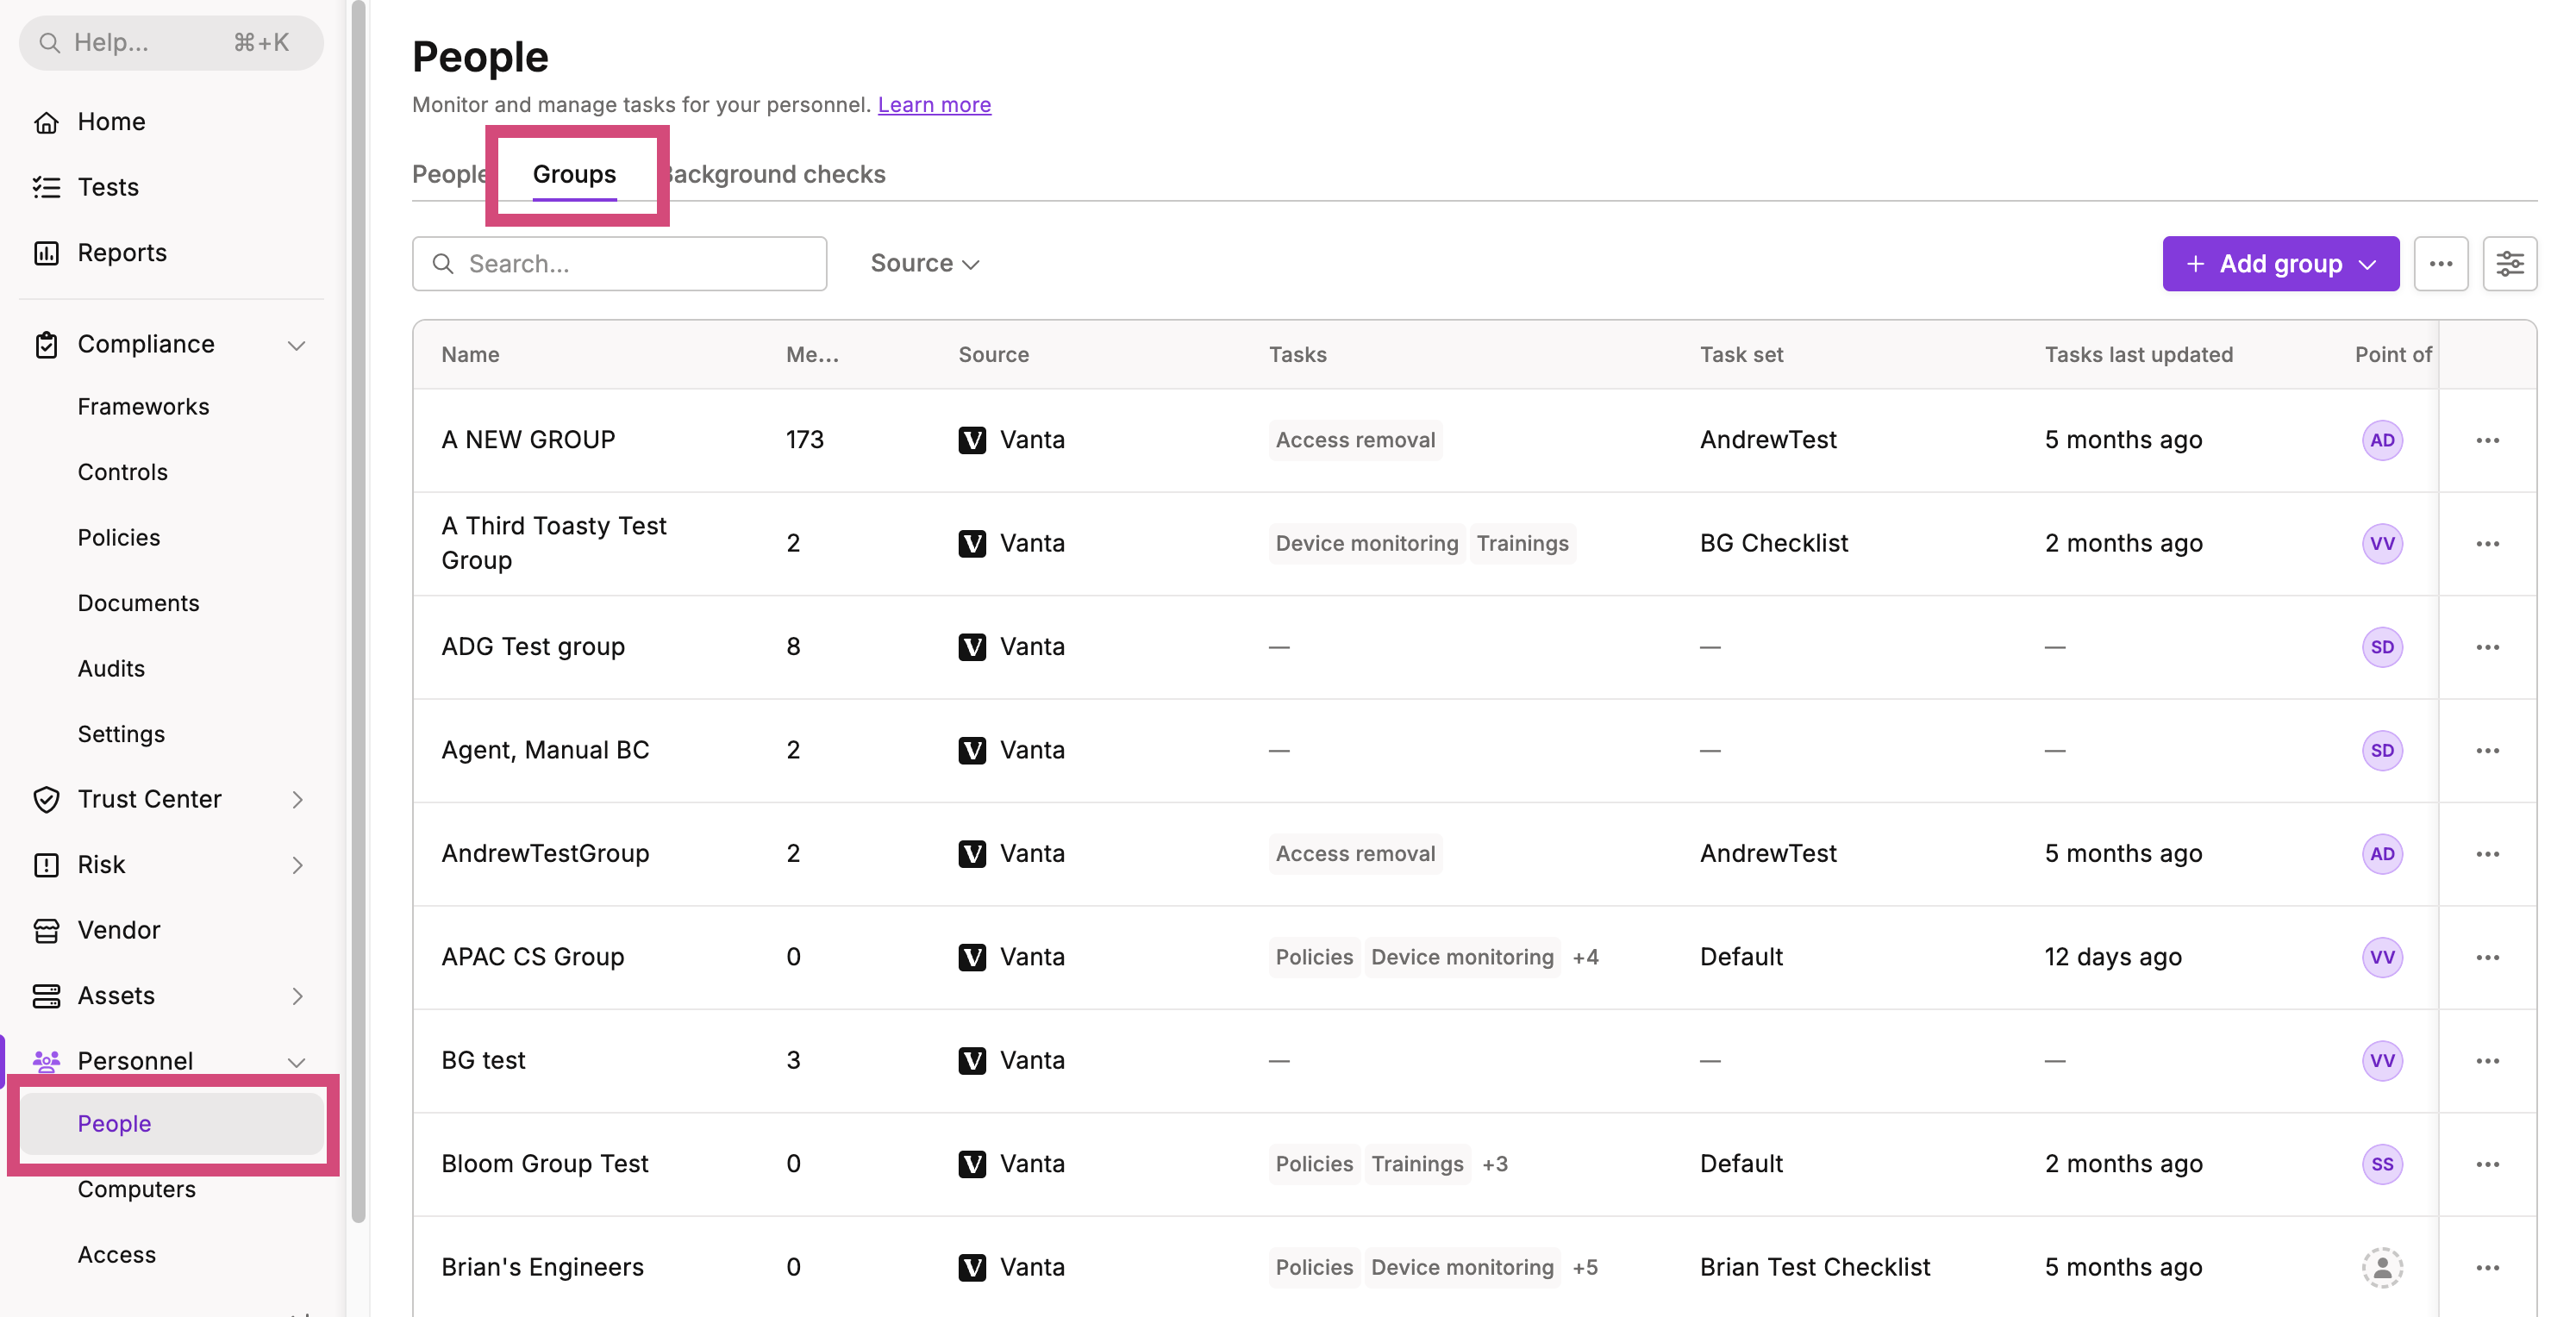 Help... ⌘+K
Home
Tests
Reports
Compliance
Frameworks
Controls
Policies
Documents
Audits
Settings
Trust Center
Risk
Vendor
Assets
Personnel
People
Computers
Access
People
Monitor and manage tasks for your personnel. Learn more
People Groups Background checks
Search... Source + Add group
Name Me... Source Tasks Task set Tasks last updated Point of
A NEW GROUP 173 V Vanta Access removal AndrewTest 5 months ago AD
A Third Toasty Test
Group 2 V Vanta Device monitoring Trainings BG Checklist 2 months ago VV
ADG Test group 8 V Vanta — — — SD
Agent, Manual BC 2 V Vanta — — — SD
AndrewTestGroup 2 V Vanta Access removal AndrewTest 5 months ago AD
APAC CS Group 0 V Vanta Policies Device monitoring +4 Default 12 days ago VV
BG test 3 V Vanta — — — VV
Bloom Group Test 0 V Vanta Policies Trainings +3 Default 2 months ago SS
Brian's Engineers 0 V Vanta Policies Device monitoring +5 Brian Test Checklist 5 months ago